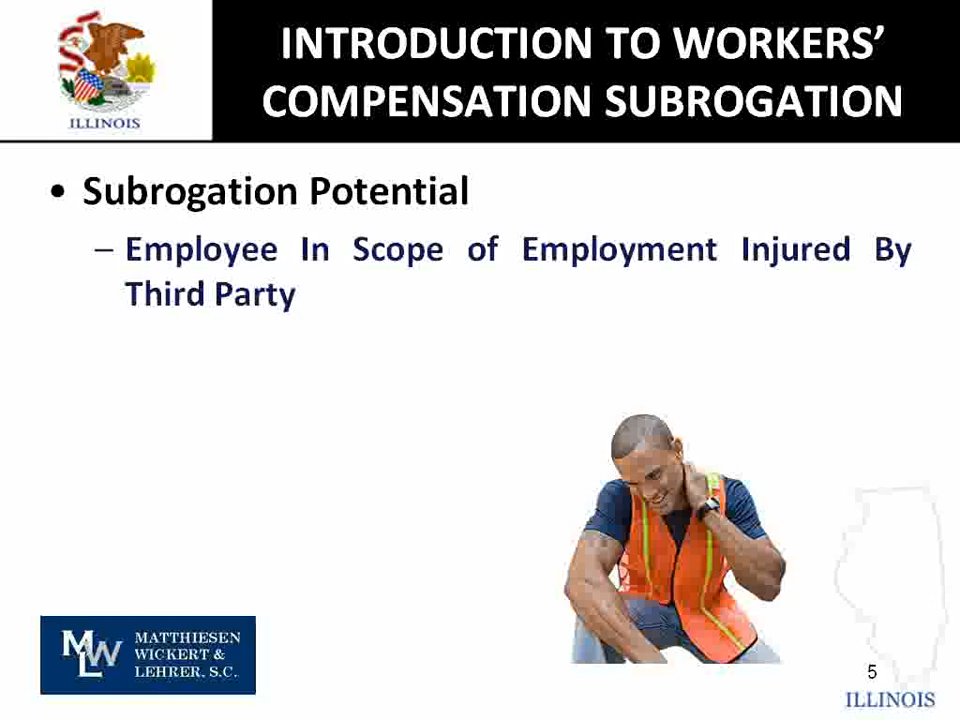 INTRODUCTION TO WORKERS’
COMPENSATION SUBROGATION
ILLINOIS
• Subrogation Potential
– Employee In Scope of Employment Injured By
Third Party
MLW
MATTHIESEN
WICKERT &
LEHRER, S.C.
5
ILLINOIS